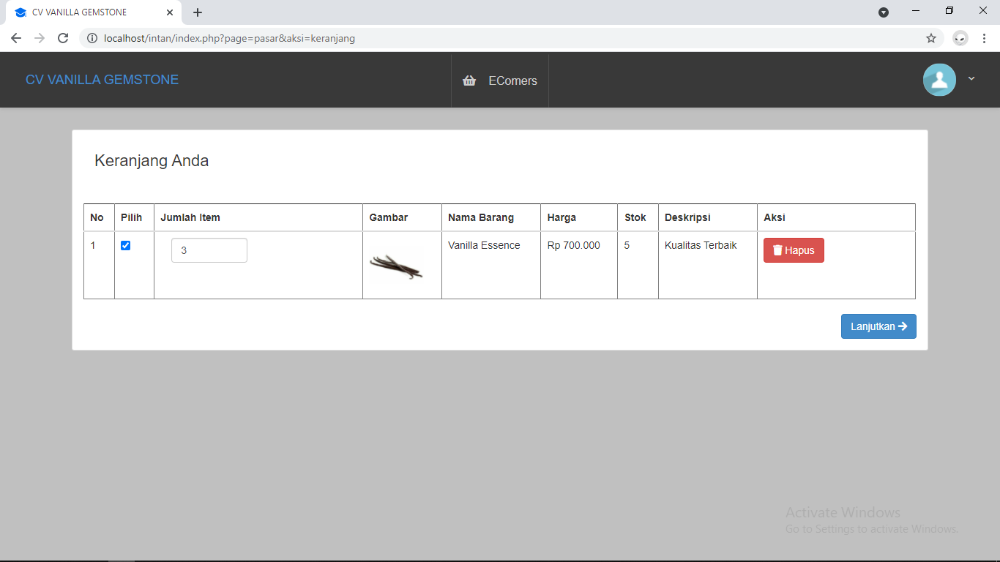 CV VANILLA GEMSTONE
localhost/intan/index.php?page=pasar&aksi=keranjang
CV VANILLA GEMSTONE
EComers
Keranjang Anda
No Pilih Jumlah Item Gambar Nama Barang Harga Stok Deskripsi Aksi
1 3 Vanilla Essence Rp 700.000 5 Kualitas Terbaik Hapus
Lanjutkan
Activate Windows
Go to Settings to activate Windows.